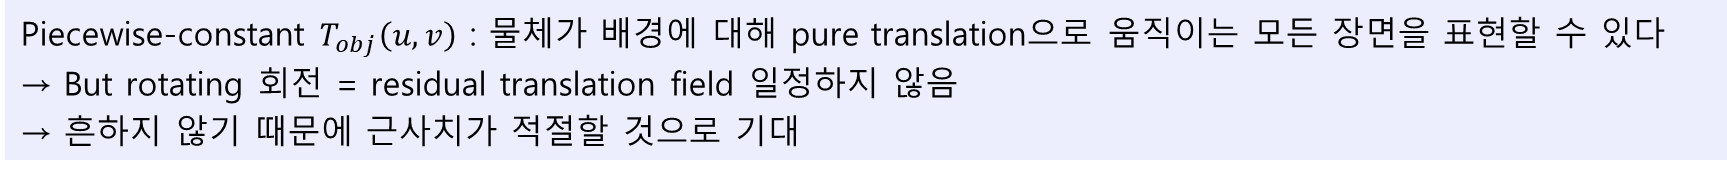 Piecewise-constant T_obj(u, v) : 물체가 배경에 대해 pure translation으로 움직이는 모든 장면을 표현할 수 있다
→ But rotating 회전 = residual translation field 일정하지 않음
→ 흔하지 않기 때문에 근사치가 적절할 것으로 기대